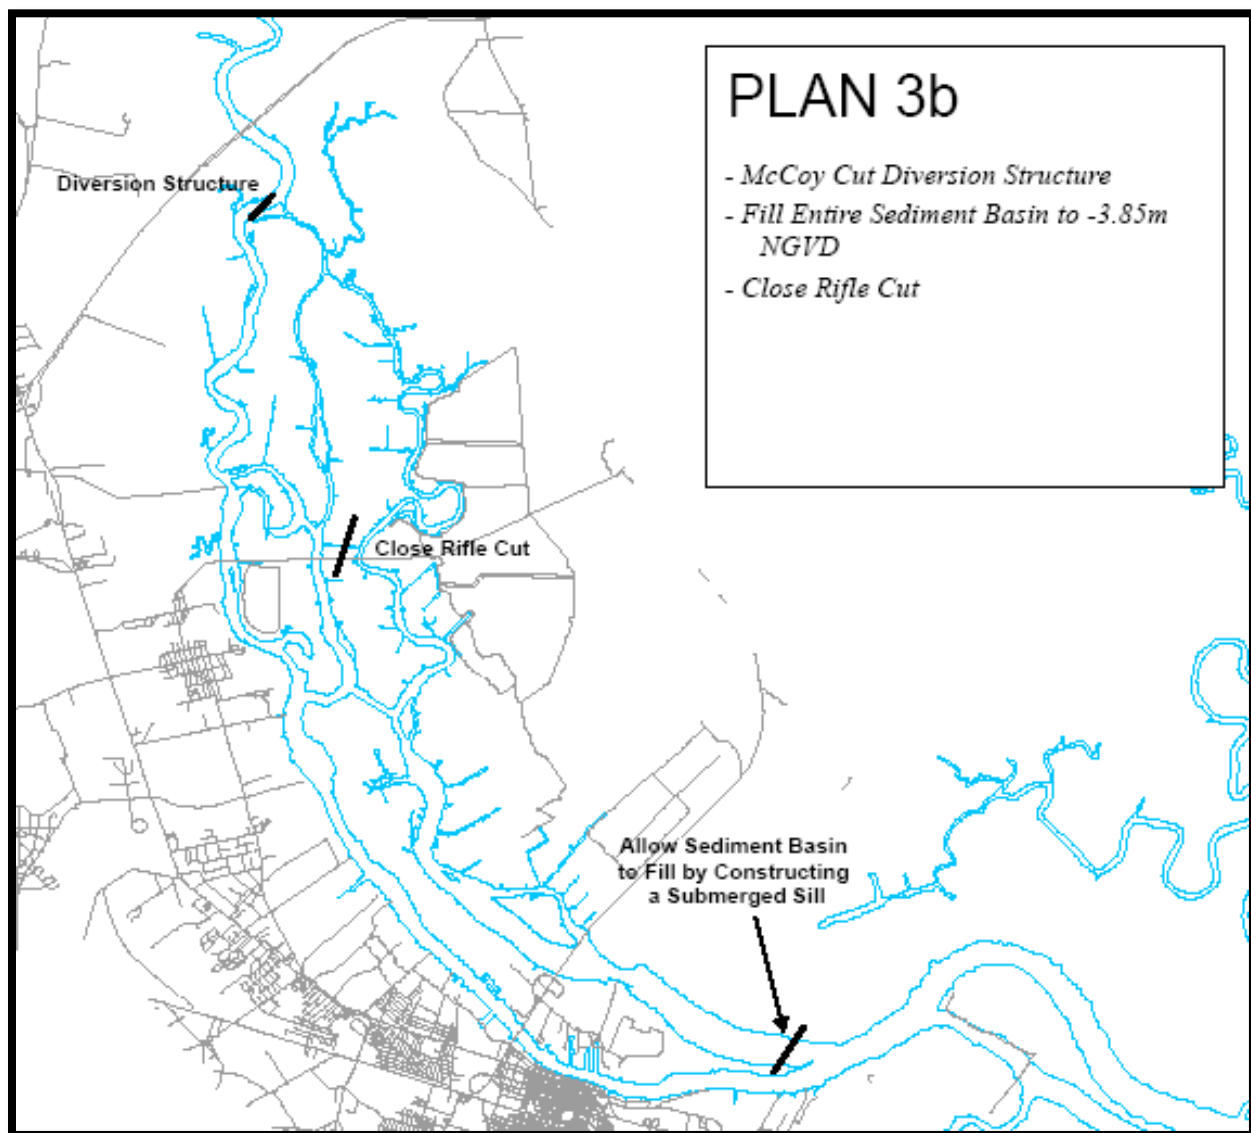 PLAN 3b
- McCoy Cut Diversion Structure
- Fill Entire Sediment Basin to -3.85m
NGVD
- Close Rifle Cut
Diversion Structure
Close Rifle Cut
Allow Sediment Basin
to Fill by Constructing
a Submerged Sill